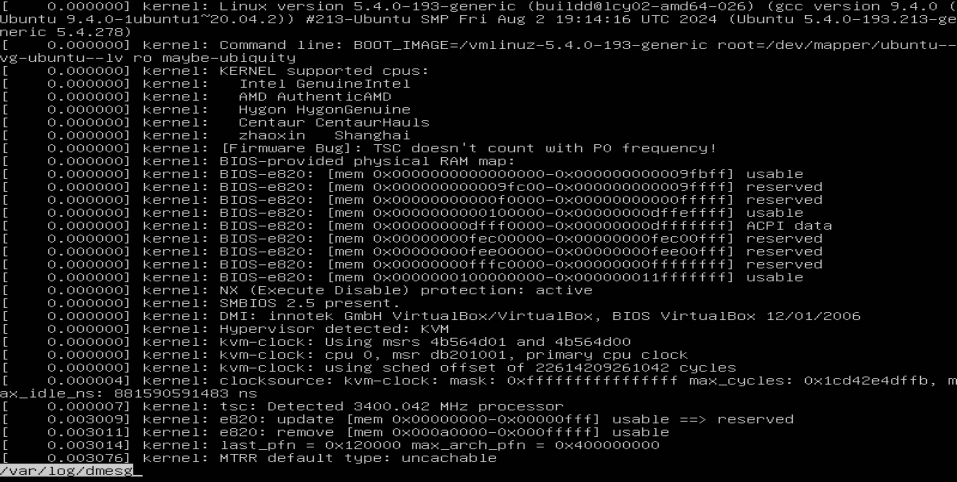 [    0.000000] kernel: Linux version 5.4.0-193-generic (buildd@lcy02-amd64-026) (gcc version 9.4.0 (
Ubuntu 9.4.0-1ubuntu1~20.04.2)) #213-Ubuntu SMP Fri Aug 2 19:14:16 UTC 2024 (Ubuntu 5.4.0-193.213-ge
neric 5.4.278)
[    0.000000] kernel: Command line: BOOT_IMAGE=/vmlinuz-5.4.0-193-generic root=/dev/mapper/ubuntu--
vg-ubuntu--lv ro maybe-ubiquity
[    0.000000] kernel: KERNEL supported cpus:
[    0.000000] kernel:   Intel GenuineIntel
[    0.000000] kernel:   AMD AuthenticAMD
[    0.000000] kernel:   Hygon HygonGenuine
[    0.000000] kernel:   Centaur CentaurHauls
[    0.000000] kernel:   zhaoxin   Shanghai
[    0.000000] kernel: [Firmware Bug]: TSC doesn't count with P0 frequency!
[    0.000000] kernel: BIOS-provided physical RAM map:
[    0.000000] kernel: BIOS-e820: [mem 0x0000000000000000-0x000000000009fbff] usable
[    0.000000] kernel: BIOS-e820: [mem 0x000000000009fc00-0x000000000009ffff] reserved
[    0.000000] kernel: BIOS-e820: [mem 0x00000000000f0000-0x00000000000fffff] reserved
[    0.000000] kernel: BIOS-e820: [mem 0x0000000000100000-0x00000000dffeffff] usable
[    0.000000] kernel: BIOS-e820: [mem 0x00000000dfff0000-0x00000000dfffffff] ACPI data
[    0.000000] kernel: BIOS-e820: [mem 0x00000000fec00000-0x00000000fec00fff] reserved
[    0.000000] kernel: BIOS-e820: [mem 0x00000000fee00000-0x00000000fee00fff] reserved
[    0.000000] kernel: BIOS-e820: [mem 0x00000000fffc0000-0x00000000ffffffff] reserved
[    0.000000] kernel: BIOS-e820: [mem 0x0000000100000000-0x000000011fffffff] usable
[    0.000000] kernel: NX (Execute Disable) protection: active
[    0.000000] kernel: SMBIOS 2.5 present.
[    0.000000] kernel: DMI: innotek GmbH VirtualBox/VirtualBox, BIOS VirtualBox 12/01/2006
[    0.000000] kernel: Hypervisor detected: KVM
[    0.000000] kernel: kvm-clock: Using msrs 4b564d01 and 4b564d00
[    0.000000] kernel: kvm-clock: cpu 0, msr db201001, primary cpu clock
[    0.000000] kernel: kvm-clock: using sched offset of 22614209261042 cycles
[    0.000004] kernel: clocksource: kvm-clock: mask: 0xffffffffffffffff max_cycles: 0x1cd42e4dffb, m
ax_idle_ns: 881590591483 ns
[    0.000007] kernel: tsc: Detected 3400.042 MHz processor
[    0.003009] kernel: e820: update [mem 0x00000000-0x00000fff] usable ==> reserved
[    0.003011] kernel: e820: remove [mem 0x000a0000-0x000fffff] usable
[    0.003014] kernel: last_pfn = 0x120000 max_arch_pfn = 0x400000000
[    0.003076] kernel: MTRR default type: uncachable
/var/log/dmesg